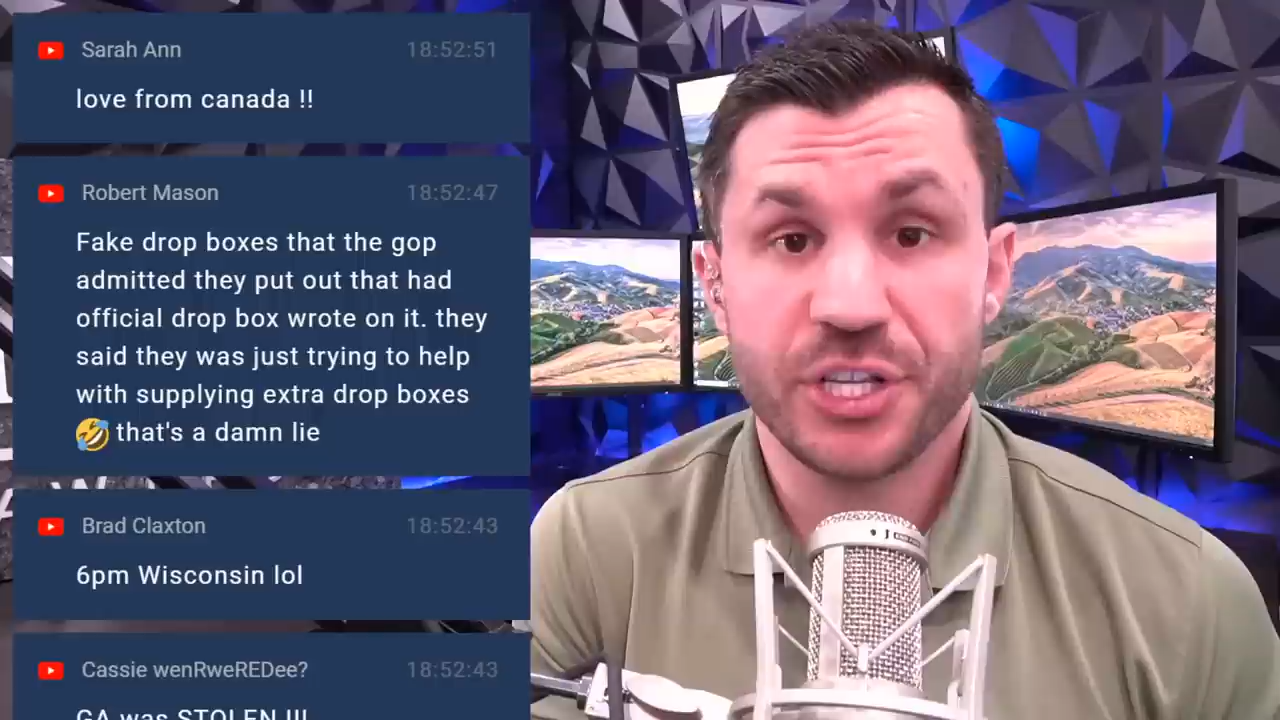 Sarah Ann 18:52:51
love from canada !!
Robert Mason 18:52:47
Fake drop boxes that the gop
admitted they put out that had
official drop box wrote on it. they
said they was just trying to help
with supplying extra drop boxes
🤣 that's a damn lie
Brad Claxton 18:52:43
6pm Wisconsin lol
Cassie wenRweREDee? 18:52:43
GA was STOLEN !!!